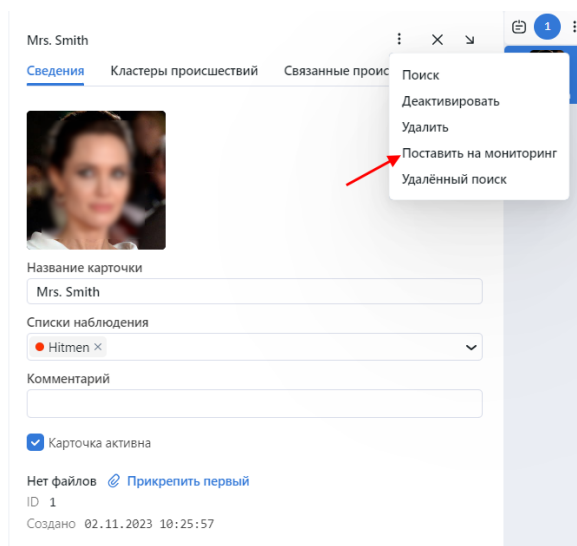 1
Mrs. Smith
Сведения Кластеры происшествий Связанные проис
Поиск
Деактивировать
Удалить
Поставить на мониторинг
Удалённый поиск
Название карточки
Mrs. Smith
Списки наблюдения
Hitmen ×
Комментарий
Карточка активна
Нет файлов Прикрепить первый
ID 1
Создано 02.11.2023 10:25:57